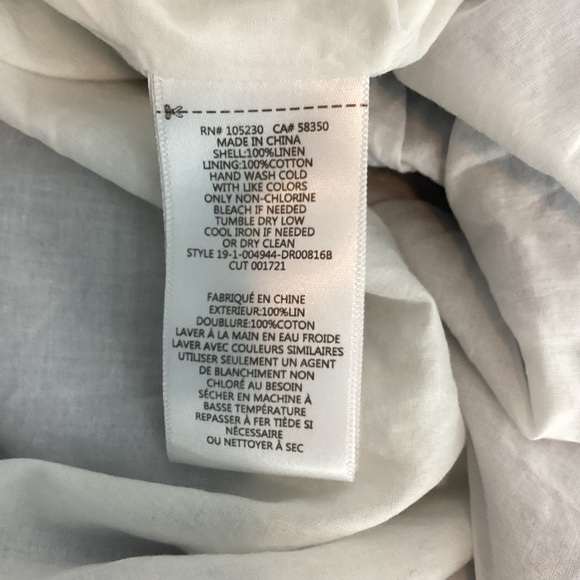 RN# 105230 CA# 58350
MADE IN CHINA
SHELL:100%LINEN
LINING:100%COTTON
HAND WASH COLD
WITH LIKE COLORS
ONLY NON-CHLORINE
BLEACH IF NEEDED
TUMBLE DRY LOW
COOL IRON IF NEEDED
OR DRY CLEAN
STYLE 19-1-004944-DR00816B
CUT 001721
FABRIQUÉ EN CHINE
EXTERIEUR:100%LIN
DOUBLURE:100%COTON
LAVER À LA MAIN EN EAU FROIDE
LAVER AVEC COULEURS SIMILAIRES
UTILISER SEULEMENT UN AGENT
DE BLANCHIMENT NON
CHLORÉ AU BESOIN
SÉCHER EN MACHINE À
BASSE TEMPÉRATURE
REPASSER À FER TIÈDE SI
NÉCESSAIRE
OU NETTOYER À SEC